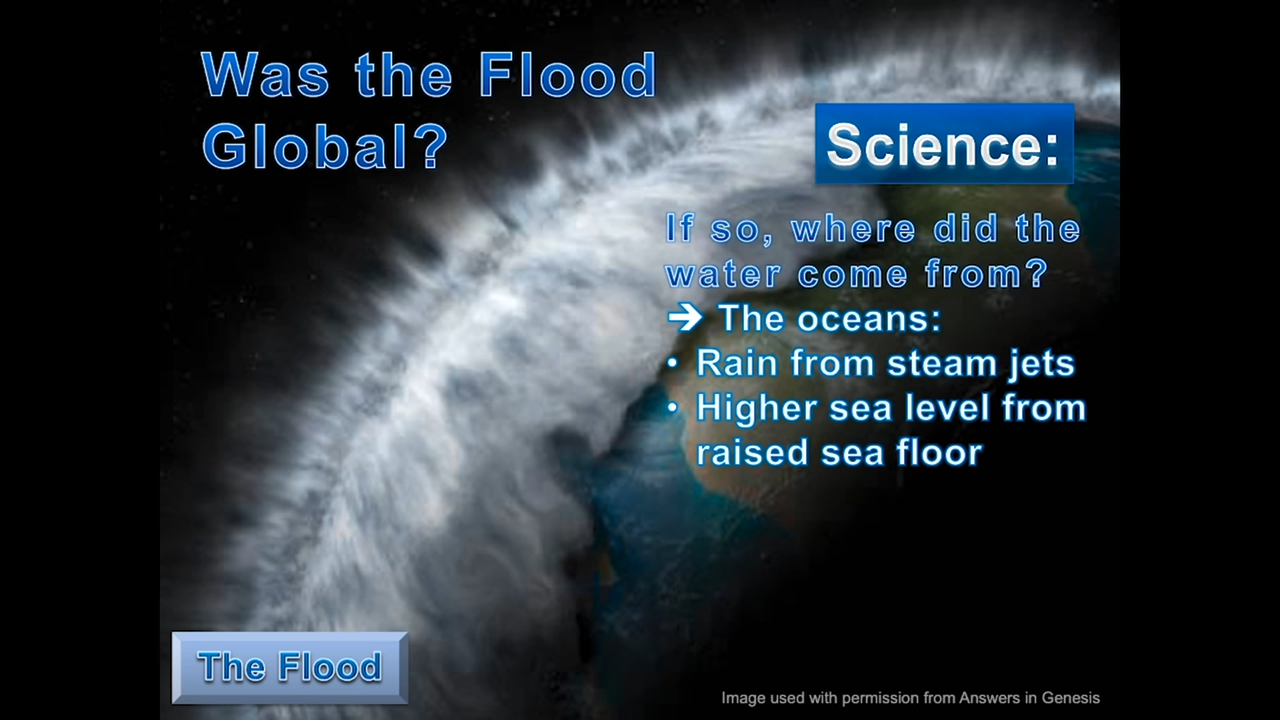 Was the Flood
Global?
Science:
If so, where did the
water come from?
➔ The oceans:
• Rain from steam jets
• Higher sea level from
raised sea floor
The Flood
Image used with permission from Answers in Genesis